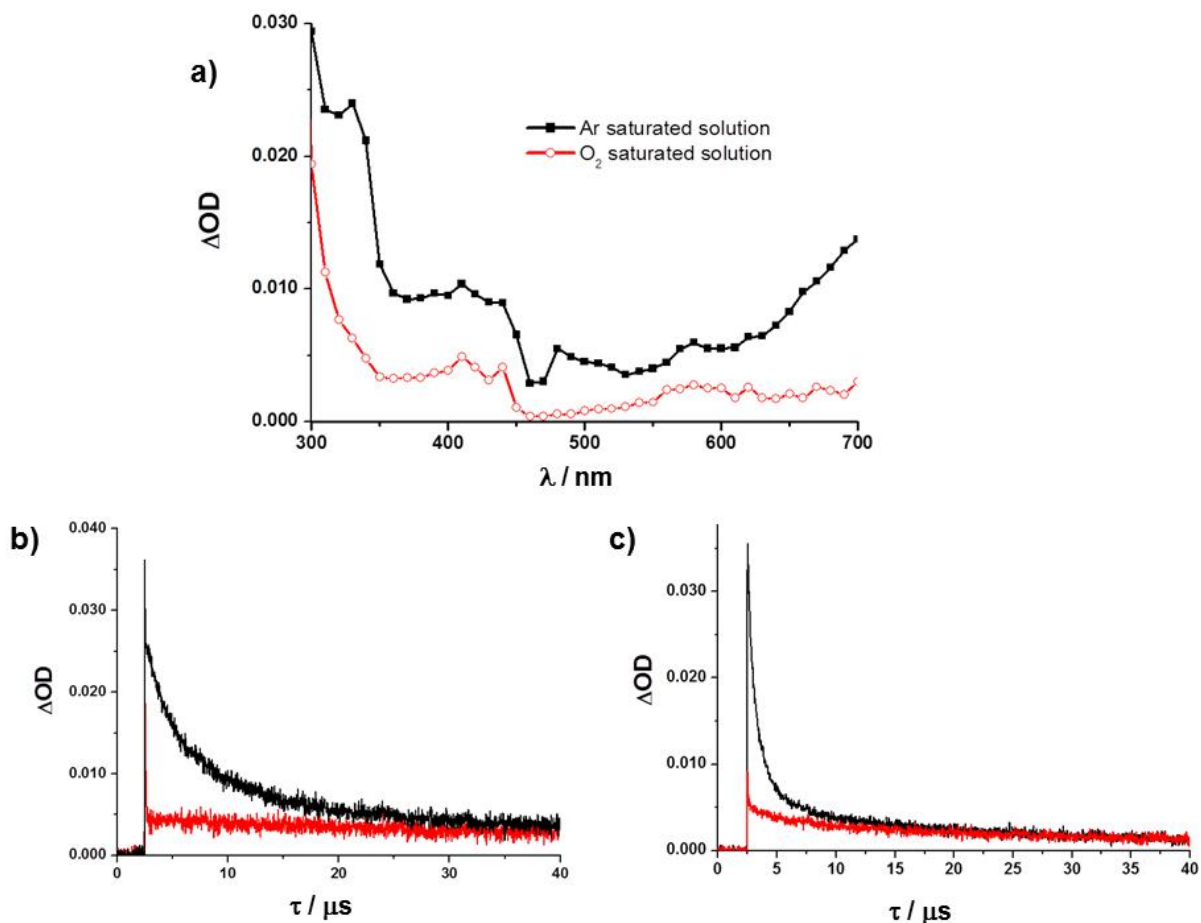 a)
ΔOD
0.030
0.020
0.010
0.000
Ar saturated solution
O₂ saturated solution
300 400 500 600 700
λ / nm
b)
ΔOD
0.040
0.030
0.020
0.010
0.000
0 10 20 30 40
τ / μs
c)
ΔOD
0.030
0.020
0.010
0.000
0 5 10 15 20 25 30 35 40
τ / μs